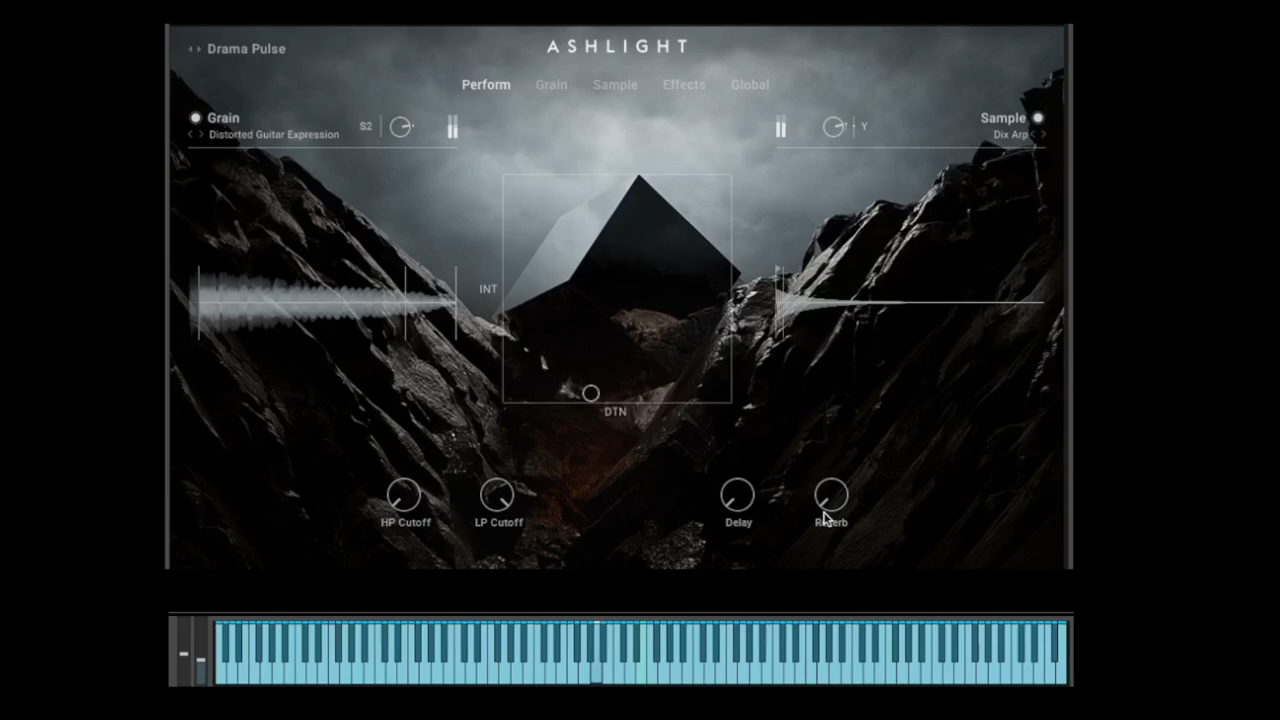 Drama Pulse
ASHLIGHT
Perform Grain Sample Effects Global
Grain
Distorted Guitar Expression
S2
Y
Sample
Dix Arp
INT
DTN
HP Cutoff
LP Cutoff
Delay